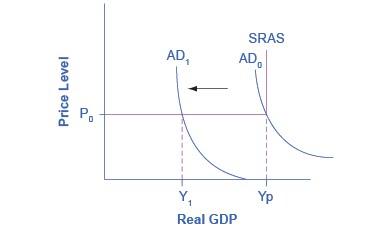 SRAS
AD1
AD0
Price Level
P0
Y1
Yp
Real GDP